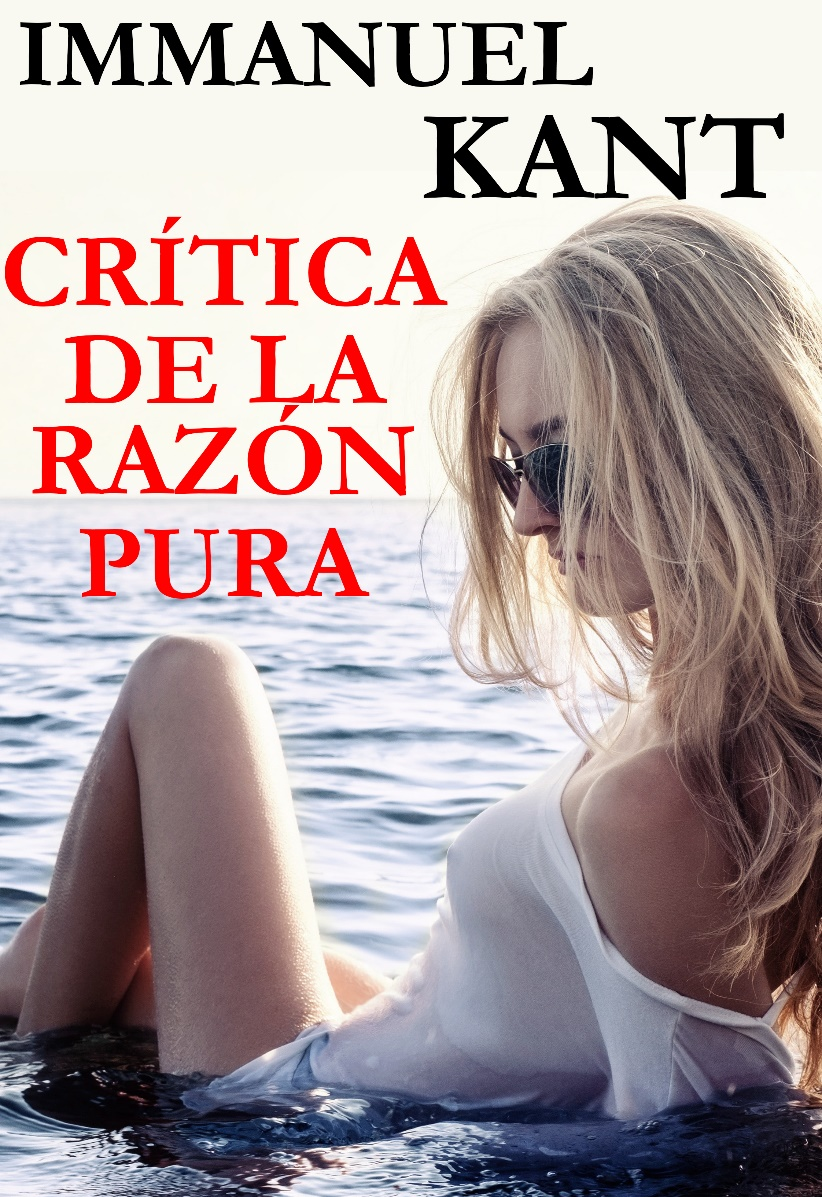 IMMANUEL
KANT
CRÍTICA
DE LA
RAZÓN
PURA